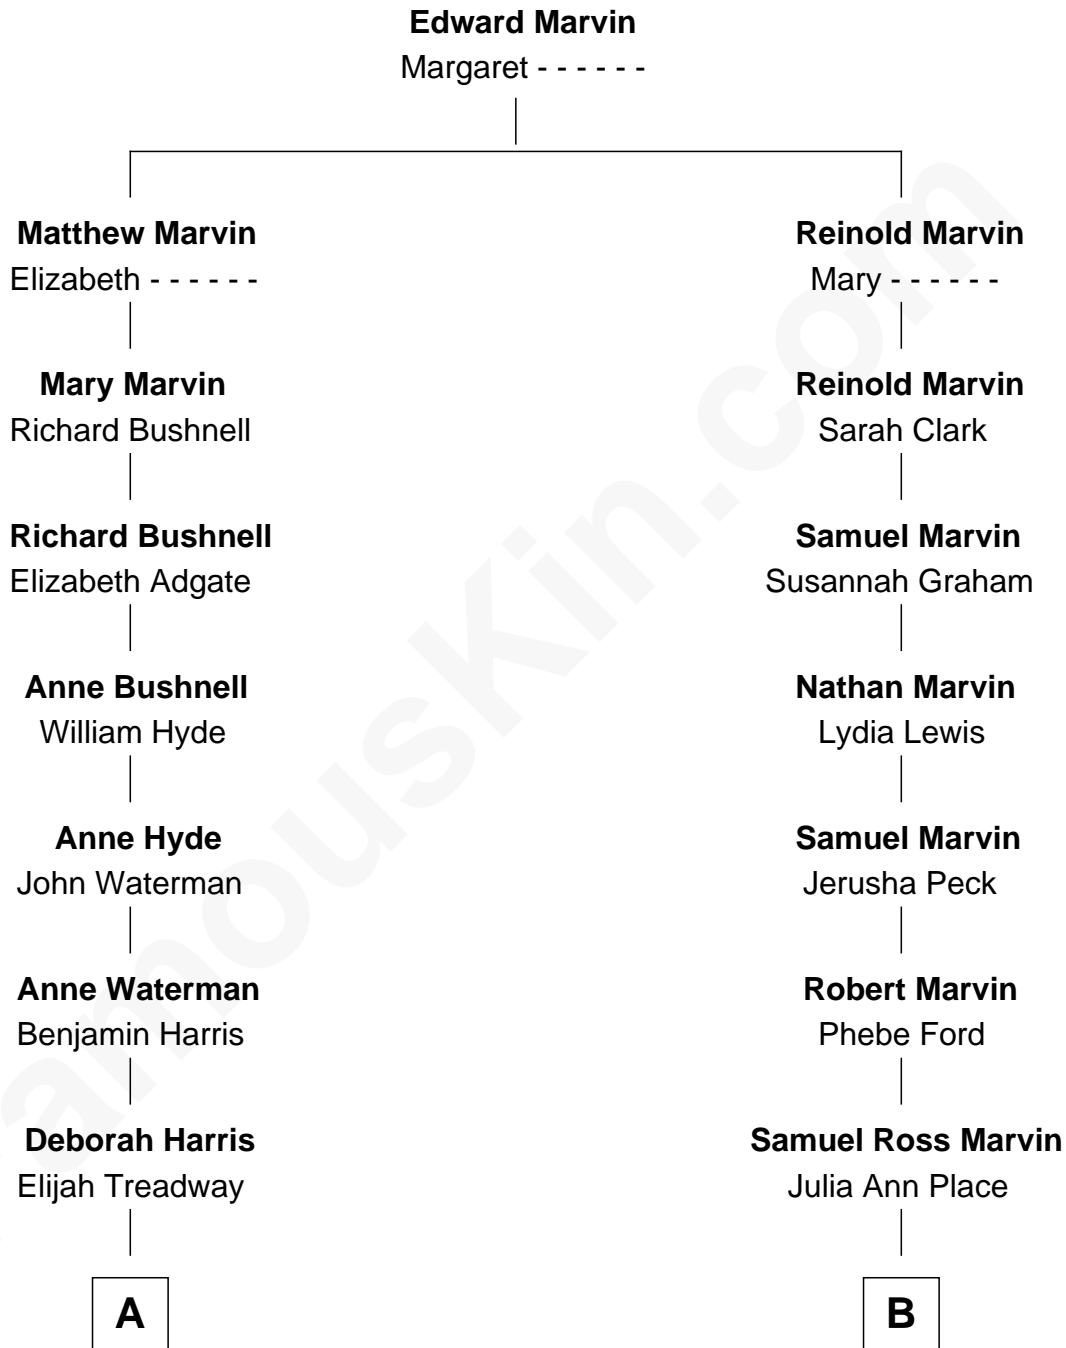 Edward Marvin
Margaret - - - - - -
Matthew Marvin
Elizabeth - - - - - -
Reinold Marvin
Mary - - - - - -
Mary Marvin
Richard Bushnell
Reinold Marvin
Sarah Clark
Richard Bushnell
Elizabeth Adgate
Samuel Marvin
Susannah Graham
Anne Bushnell
William Hyde
Nathan Marvin
Lydia Lewis
Anne Hyde
John Waterman
Samuel Marvin
Jerusha Peck
Anne Waterman
Benjamin Harris
Robert Marvin
Phebe Ford
Deborah Harris
Elijah Treadway
Samuel Ross Marvin
Julia Ann Place
A
B
amouskin.com